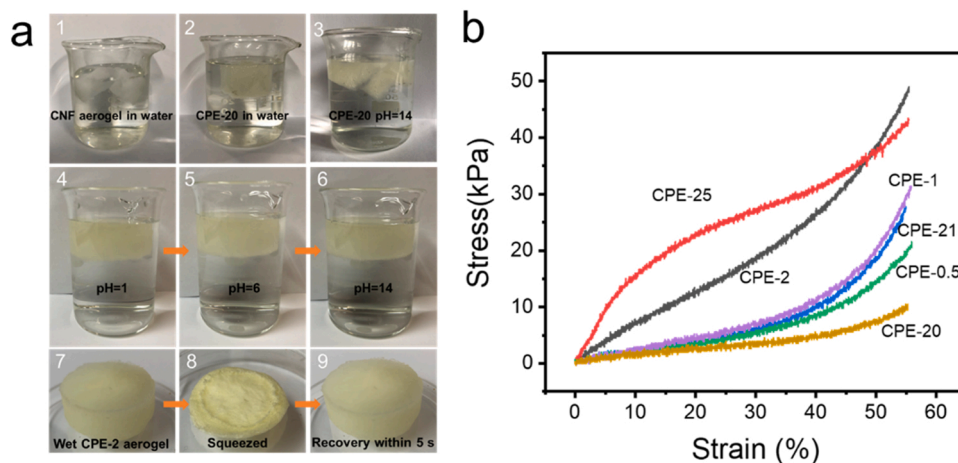 a
1
2
3
CNF aerogel in water
CPE-20 in water
CPE-20 pH=14
4
5
6
pH=1
pH=6
pH=14
7
8
9
Wet CPE-2 aerogel
Squeezed
Recovery within 5 s
b
Stress(kPa)
50
40
30
20
10
0
CPE-25
CPE-2
CPE-1
CPE-21
CPE-0.5
CPE-20
0 10 20 30 40 50 60
Strain (%)